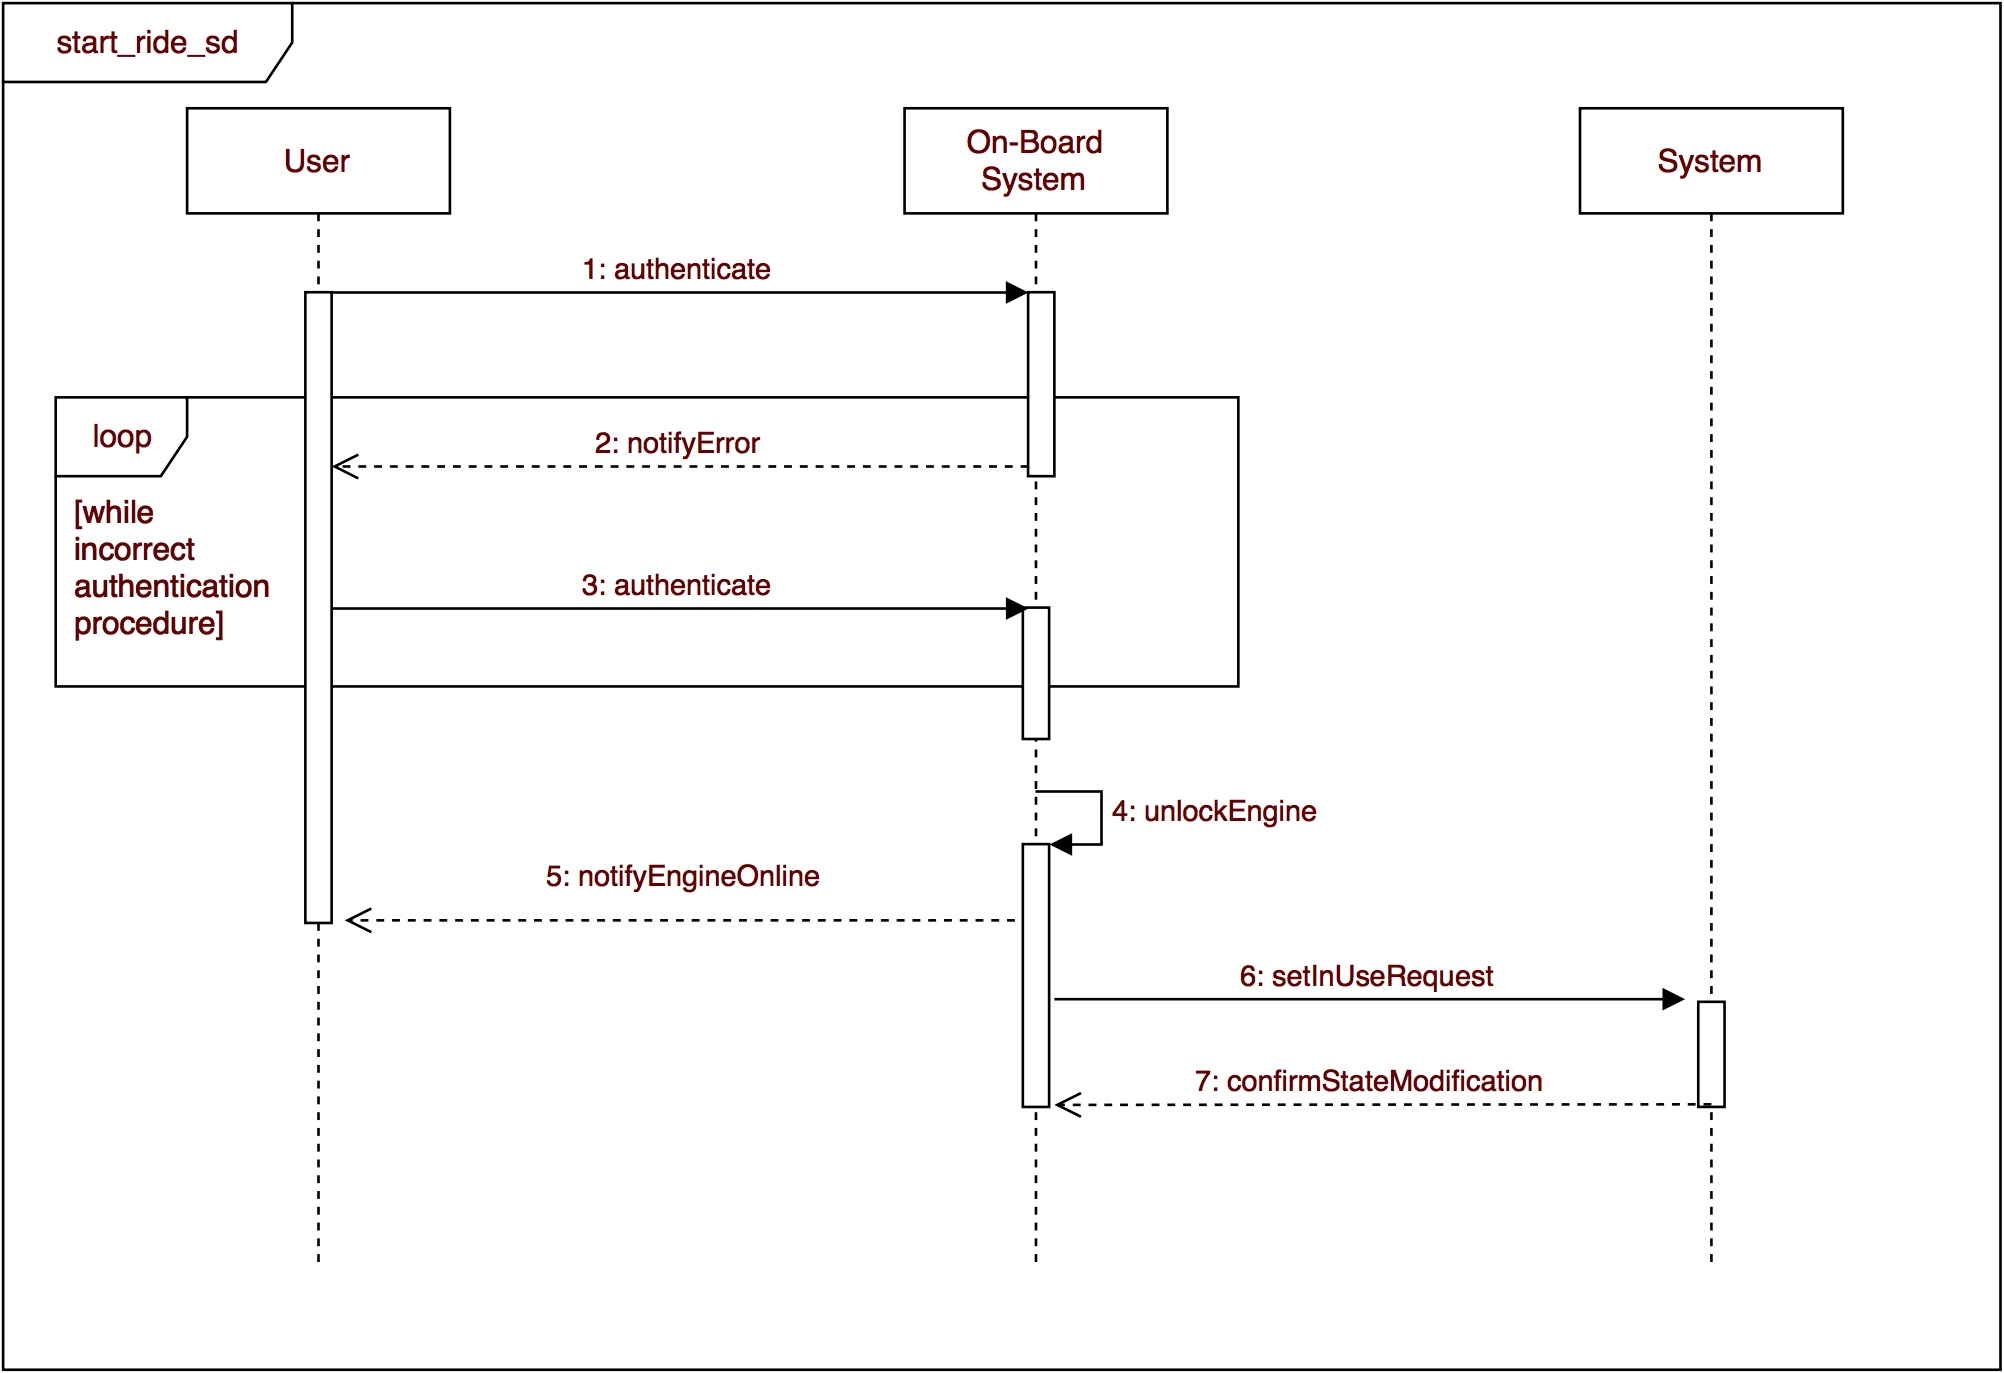 start_ride_sd
User
On-Board
System
System
1: authenticate
loop
2: notifyError
[while
incorrect
authentication
procedure]
3: authenticate
4: unlockEngine
5: notifyEngineOnline
6: setInUseRequest
7: confirmStateModification